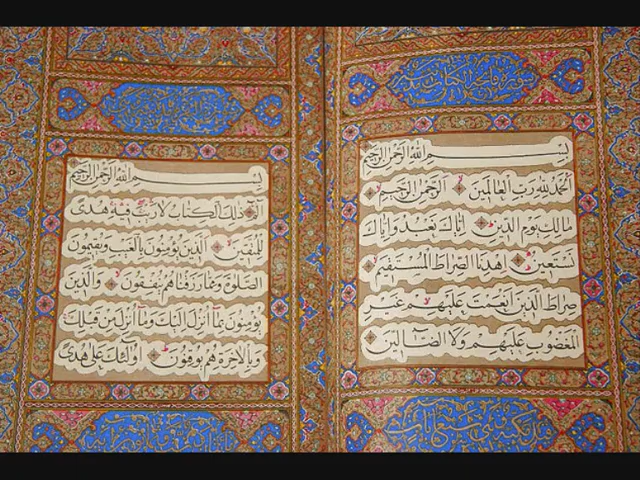 سورة فاتحة الكتاب
بسم الله الرحمن الرحيم
الحمد لله رب العالمين الرحمن الرحيم
مالك يوم الدين إياك نعبد وإياك
نستعين اهدنا الصراط المستقيم
صراط الذين أنعمت عليهم غير
المغضوب عليهم ولا الضالين
بسم الله الرحمن الرحيم
الم ذلك الكتاب لا ريب فيه هدى
للمتقين الذين يؤمنون بالغيب ويقيمون
الصلوة ومما رزقناهم ينفقون والذين
يؤمنون بما أنزل إليك وما أنزل من قبلك
وبالآخرة هم يوقنون أولئك على هدى